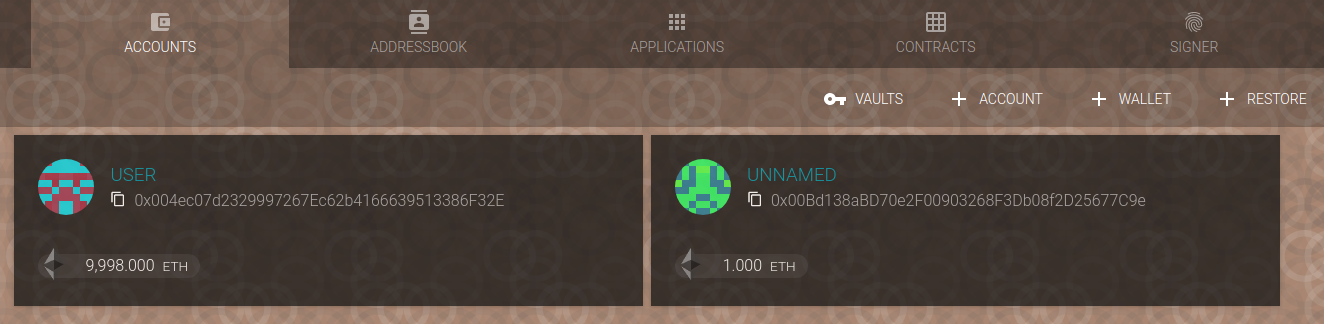 ACCOUNTS ADDRESSBOOK APPLICATIONS CONTRACTS SIGNER
VAULTS ACCOUNT WALLET RESTORE
USER
0x004ec07d2329997267Ec62b4166639513386F32E
9,998.000 ETH
UNNAMED
0x00Bd138aBD70e2F00903268F3Db08f2D25677C9e
1.000 ETH